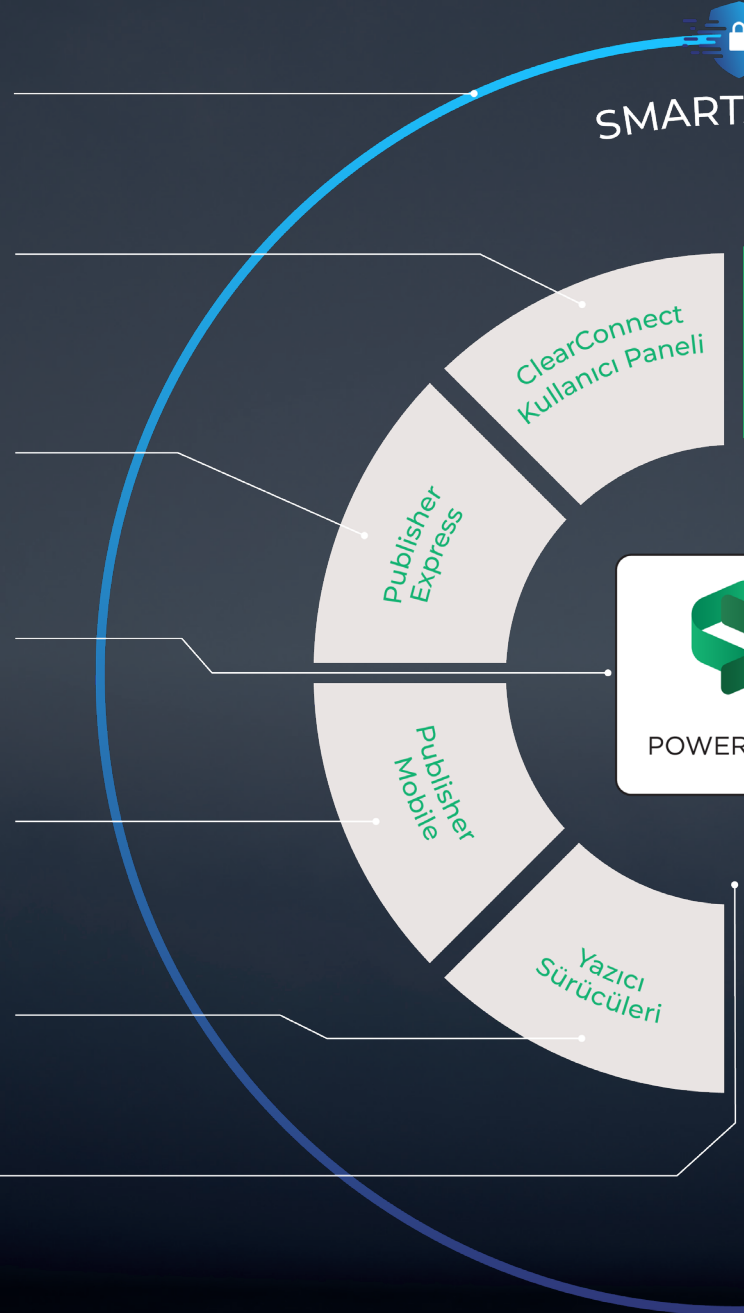 SMART
ClearConnect
Kullanıcı Paneli
Publisher
Express
POWER
Publisher
Mobile
Yazıcı
Sürücüleri